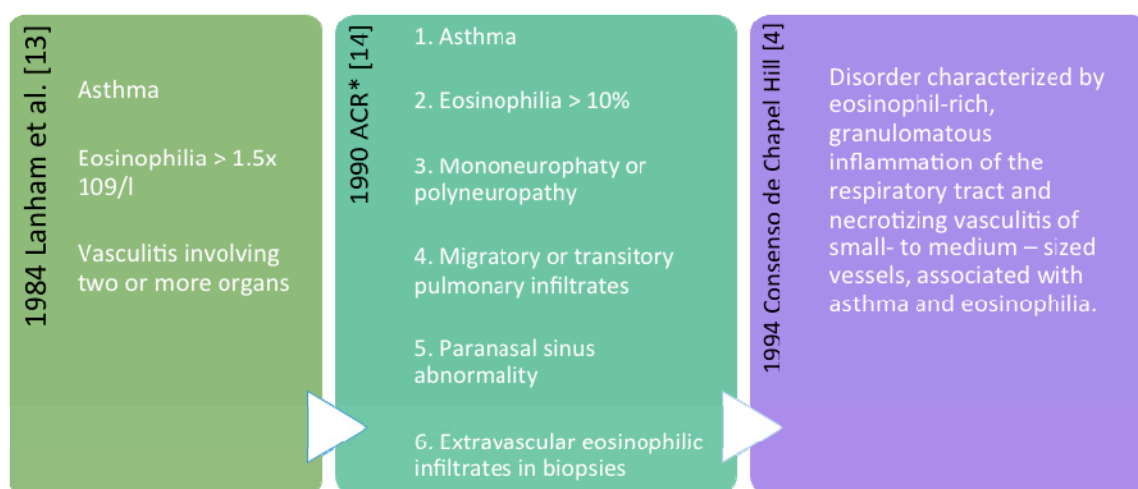 1984 Lanham et al. [13]
Asthma
Eosinophilia > 1.5x
109/l
Vasculitis involving
two or more organs
1990 ACR* [14]
1. Asthma
2. Eosinophilia > 10%
3. Mononeurophaty or
polyneuropathy
4. Migratory or transitory
pulmonary infiltrates
5. Paranasal sinus
abnormality
6. Extravascular eosinophilic
infiltrates in biopsies
1994 Consenso de Chapel Hill [4]
Disorder characterized by
eosinophil-rich,
granulomatous
inflammation of the
respiratory tract and
necrotizing vasculitis of
small- to medium – sized
vessels, associated with
asthma and eosinophilia.